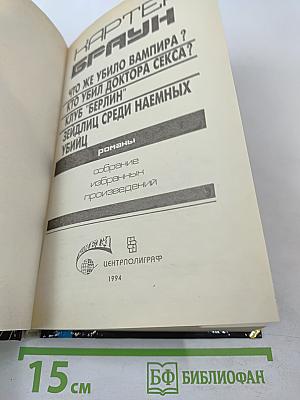 КАРТЕР
БРАУН
ЧТО ЖЕ УБИЛО ВАМПИРА?
КТО УБИЛ ДОКТОРА СЕКСА?
КЛУБ "БЕРЛИН"
ЗЕЙДЛИЦ СРЕДИ НАЕМНЫХ
УБИЙЦ
романы
собрание
избранных
произведений
ЦЕНТРПОЛИГРАФ
1994
15 см
БФ БИБЛИОФАН